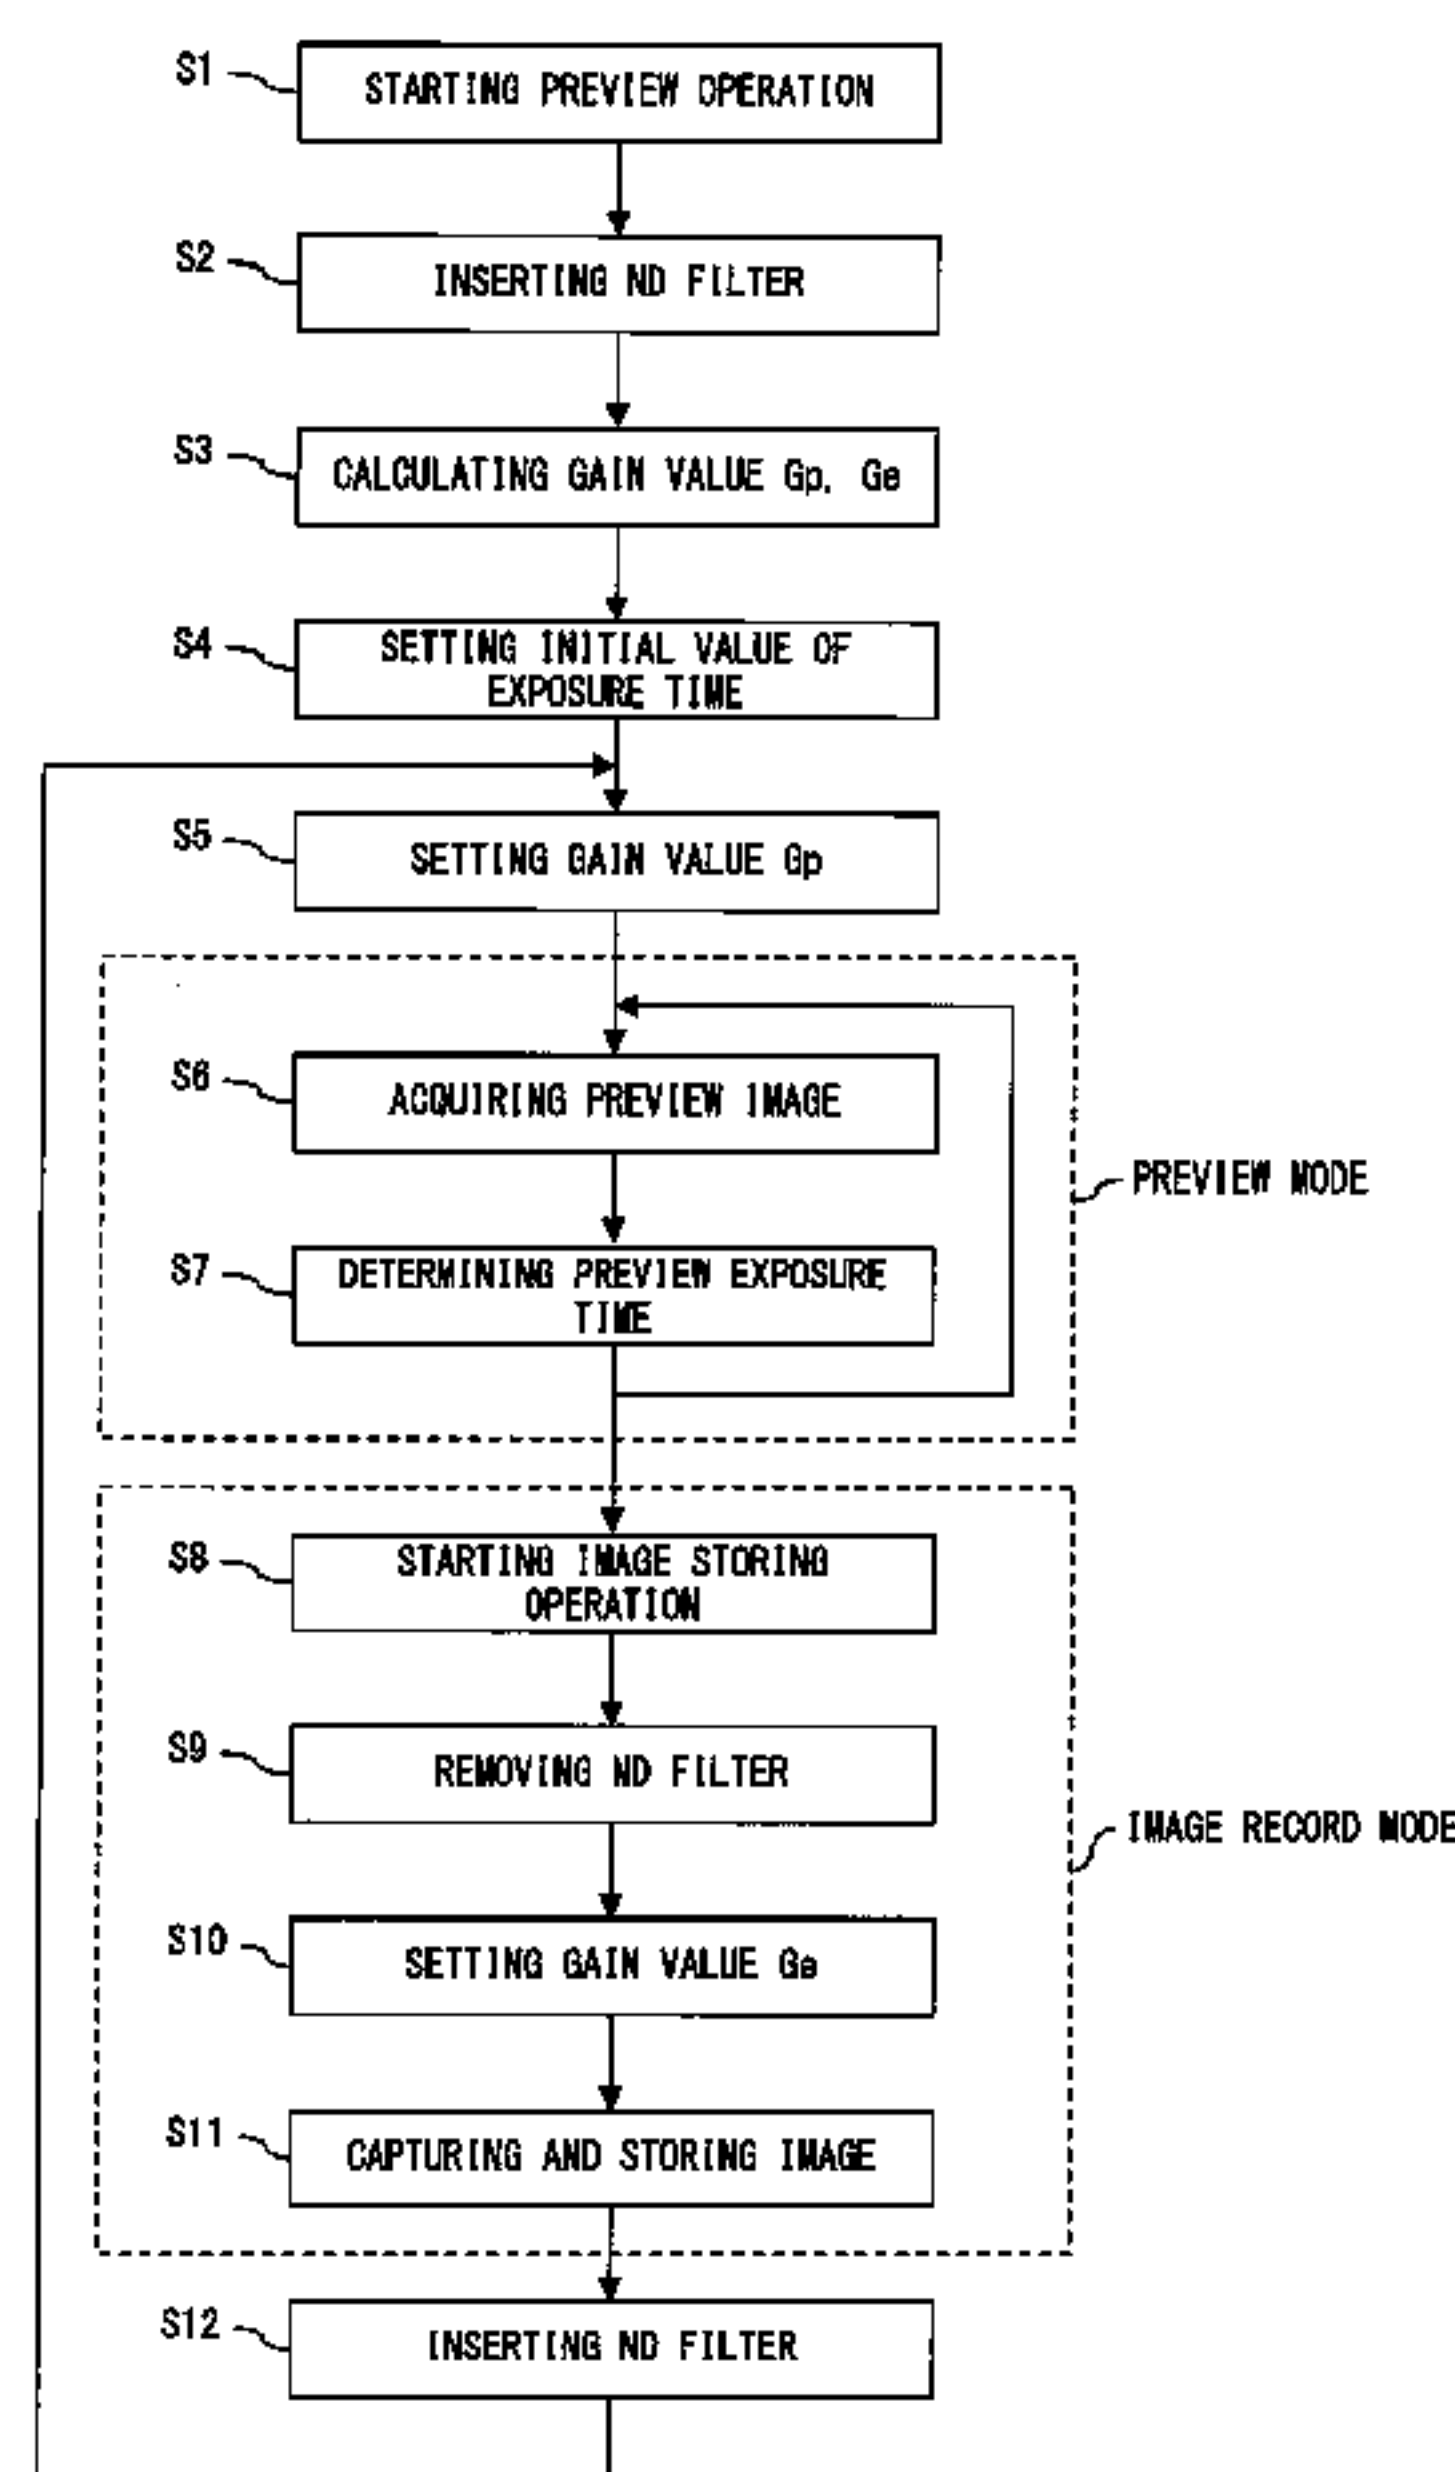 S1
STARTING PREVIEW OPERATION
S2
INSERTING ND FILTER
S3
CALCULATING GAIN VALUE Gp, Ge
S4
SETTING INITIAL VALUE OF
EXPOSURE TIME
S5
SETTING GAIN VALUE Gp
S6
ACQUIRING PREVIEW IMAGE
PREVIEW MODE
S7
DETERMINING PREVIEW EXPOSURE
TIME
S8
STARTING IMAGE STORING
OPERATION
S9
REMOVING ND FILTER
IMAGE RECORD MODE
S10
SETTING GAIN VALUE Ge
S11
CAPTURING AND STORING IMAGE
S12
INSERTING ND FILTER